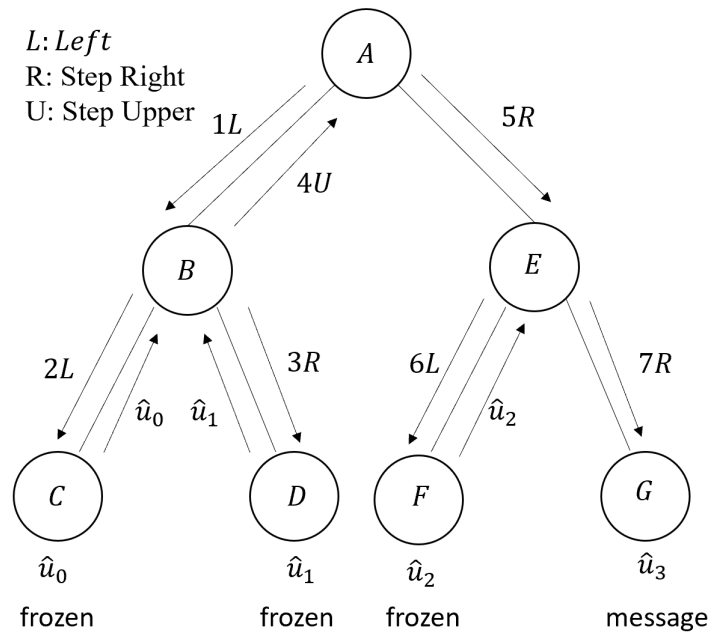 L: Left
R: Step Right
U: Step Upper
A
1L
5R
4U
B
E
2L
3R
6L
7R
û₀
û₁
û₂
C
D
F
G
û₀
û₁
û₂
û₃
frozen
frozen
frozen
message